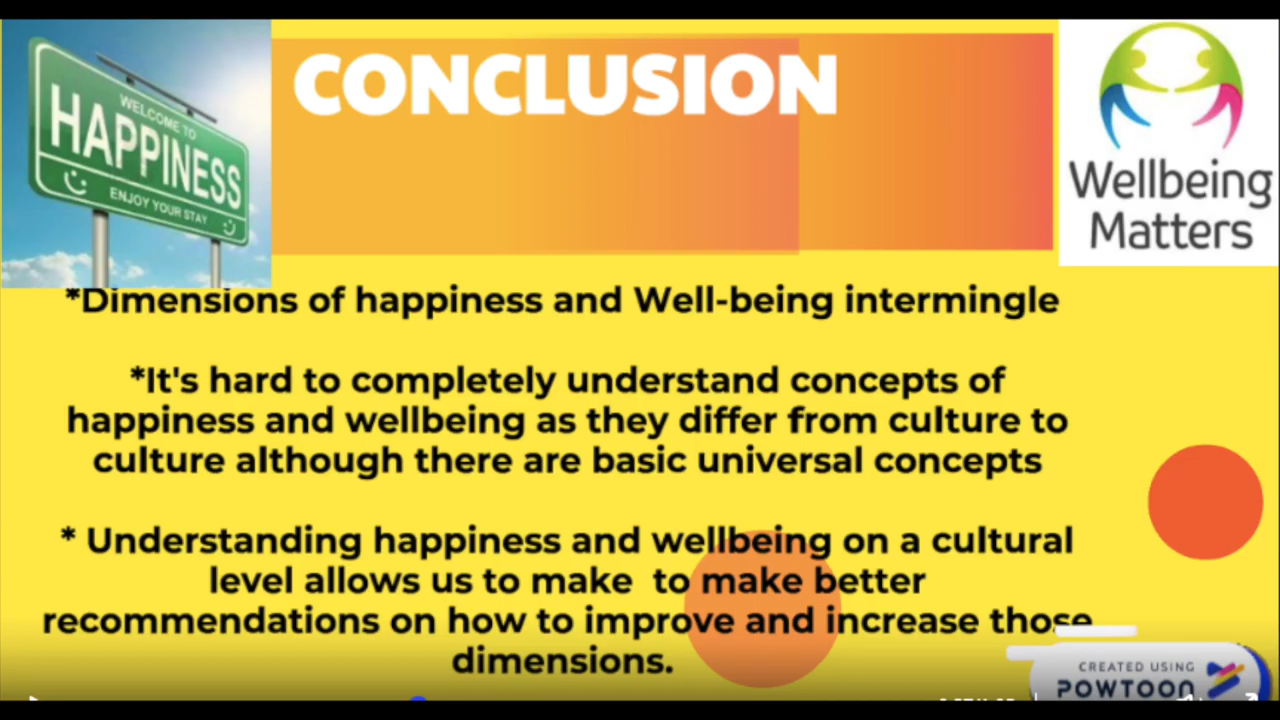 WELCOME TO
HAPPINESS
ENJOY YOUR STAY
CONCLUSION
Wellbeing
Matters
*Dimensions of happiness and Well-being intermingle
*It's hard to completely understand concepts of
happiness and wellbeing as they differ from culture to
culture although there are basic universal concepts
* Understanding happiness and wellbeing on a cultural
level allows us to make to make better
recommendations on how to improve and increase those
dimensions.
CREATED USING
POWTOON